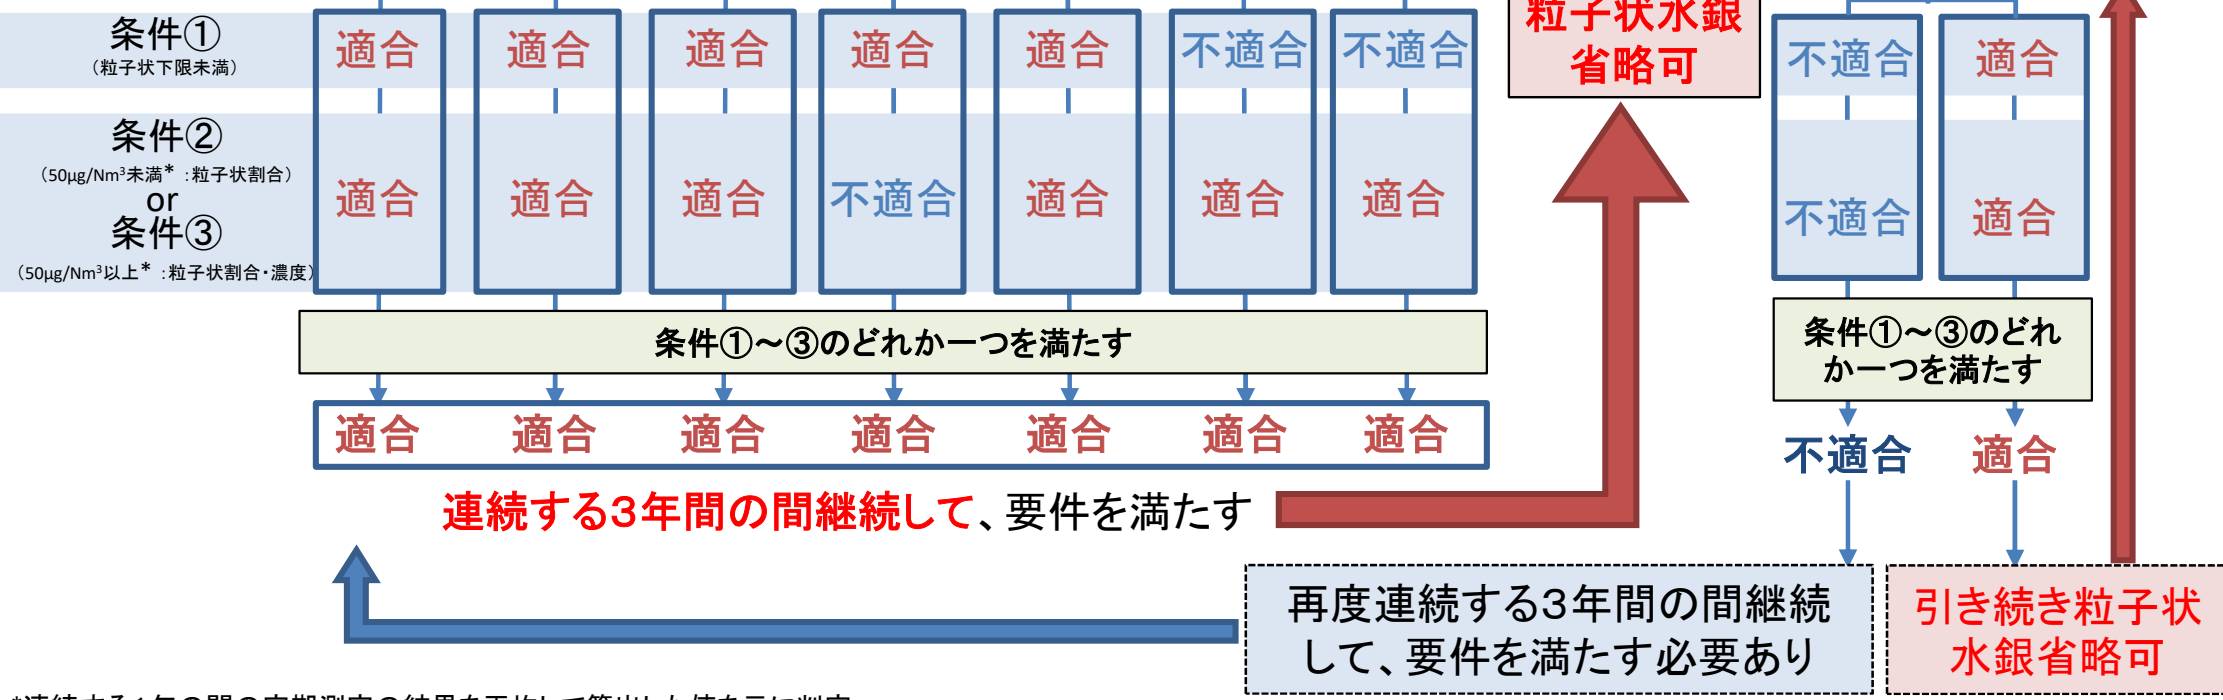 粒子状水銀
省略可
条件①
（粒子状下限未満）
適合 適合 適合 適合 適合 不適合 不適合 不適合 適合
条件②
（50μg/Nm³未満* ：粒子状割合）
or
条件③
（50μg/Nm³以上* ：粒子状割合・濃度）
適合 適合 適合 不適合 適合 適合 適合 不適合 適合
条件①～③のどれか一つを満たす
条件①～③のどれ
か一つを満たす
適合 適合 適合 適合 適合 適合 適合 不適合 適合
連続する３年間の間継続して、要件を満たす
再度連続する３年間の間継続
して、要件を満たす必要あり
引き続き粒子状
水銀省略可